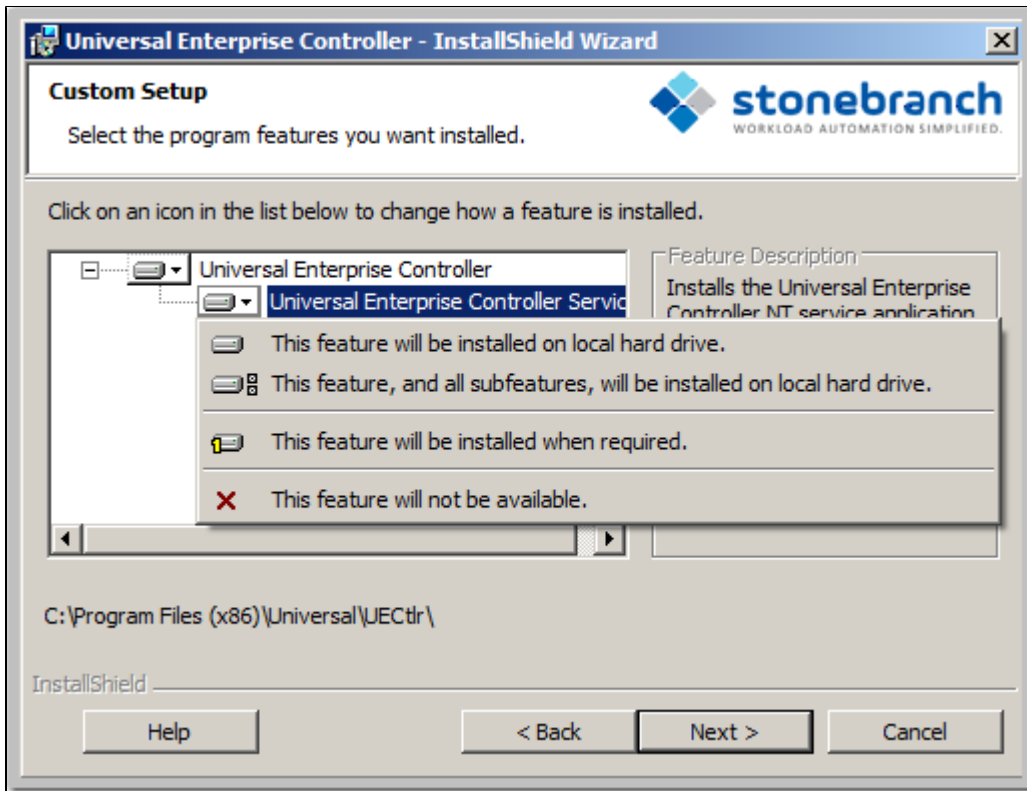 Universal Enterprise Controller - InstallShield Wizard
Custom Setup
Select the program features you want installed.
stonebranch
WORKLOAD AUTOMATION SIMPLIFIED.
Click on an icon in the list below to change how a feature is installed.
Universal Enterprise Controller
Universal Enterprise Controller Servic
Feature Description
Installs the Universal Enterprise
Controller NT service application
This feature will be installed on local hard drive.
This feature, and all subfeatures, will be installed on local hard drive.
This feature will be installed when required.
This feature will not be available.
C:\Program Files (x86)\Universal\UECtlr\
InstallShield
Help
< Back
Next >
Cancel